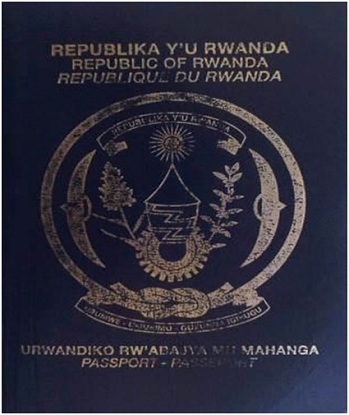 REPUBLIKA Y'U RWANDA
REPUBLIC OF RWANDA
REPUBLIQUE DU RWANDA
REPUBLIKA Y'U RWANDA
UBUMWE - UMURIMO - GUKUNDA IGIHUGU
URWANDIKO RW'ABAJYA MU MAHANGA
PASSPORT - PASSEPORT